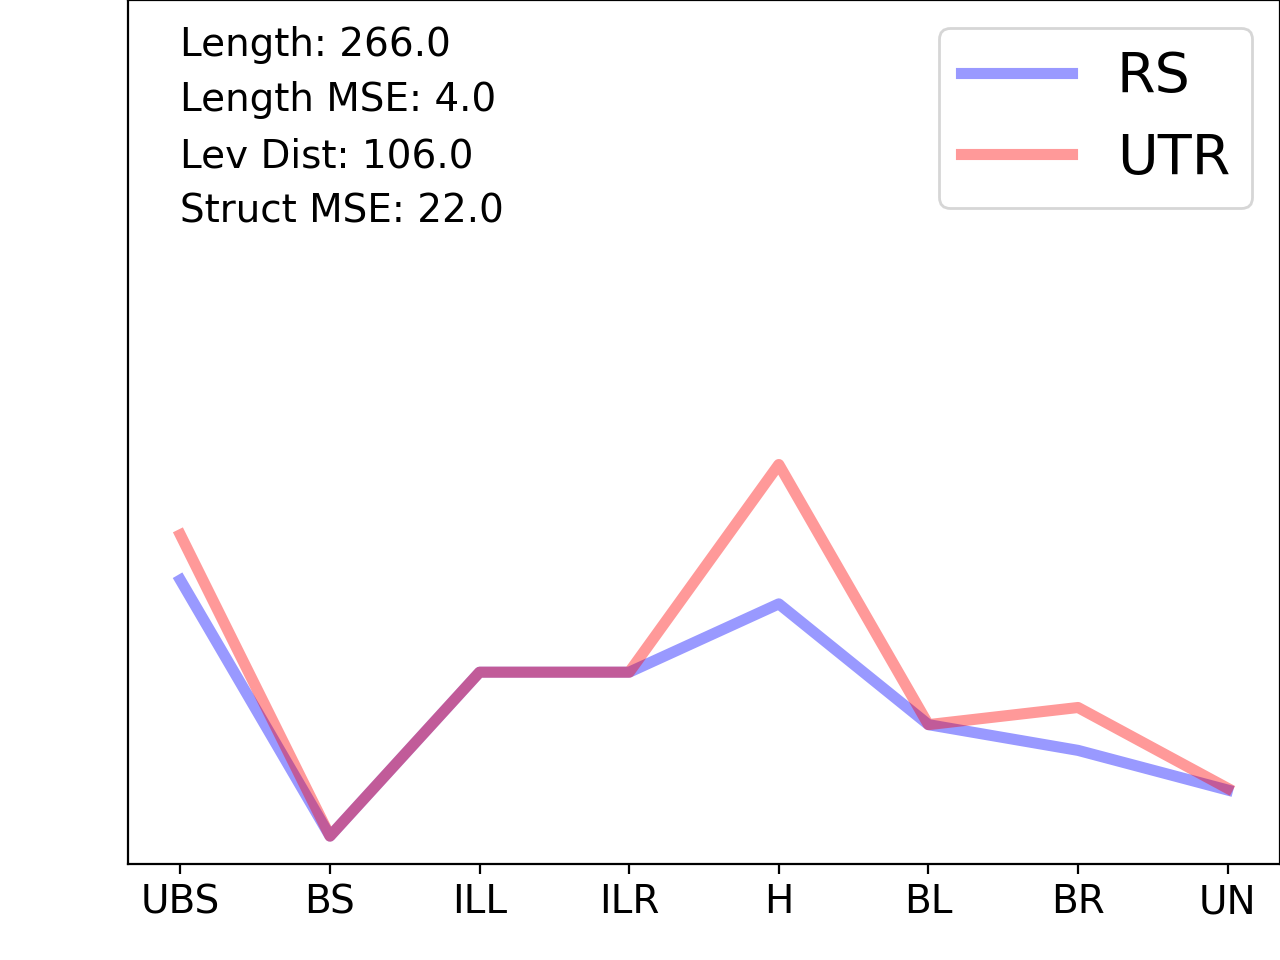 Length: 266.0
Length MSE: 4.0
Lev Dist: 106.0
Struct MSE: 22.0
RS
UTR
UBS BS ILL ILR H BL BR UN